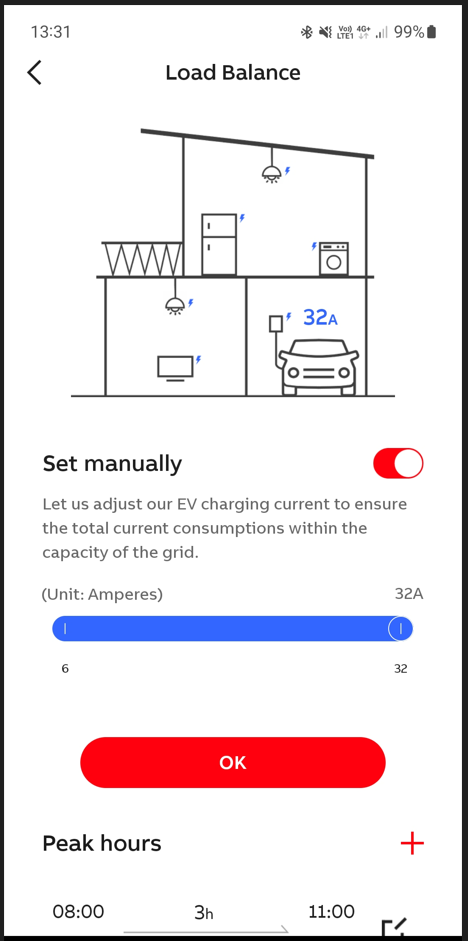 13:31 Vo)) LTE1 4G+ 99%
Load Balance
32A
Set manually
Let us adjust our EV charging current to ensure
the total current consumptions within the
capacity of the grid.
(Unit: Amperes) 32A
6 32
OK
Peak hours +
08:00 3h 11:00